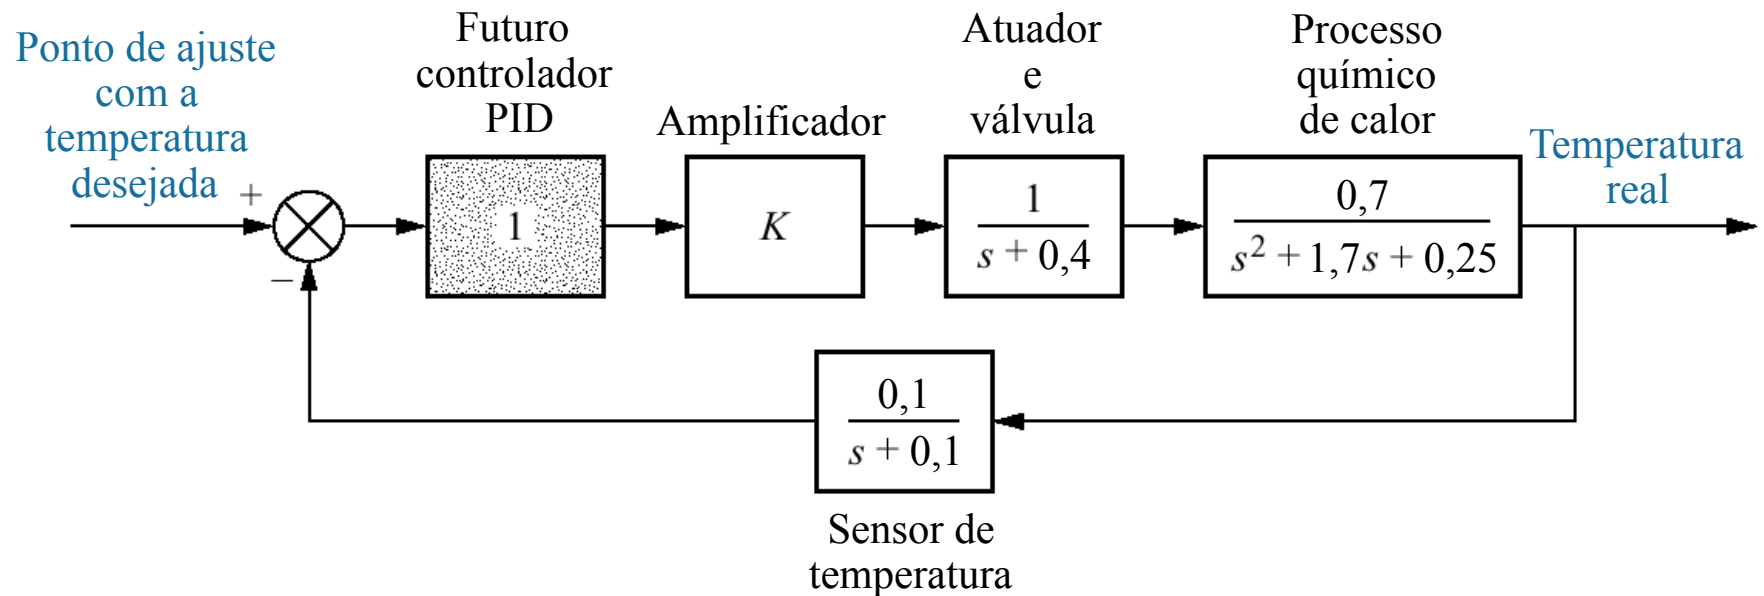 Ponto de ajuste
com a
temperatura
desejada
Futuro
controlador
PID
Amplificador
Atuador
e
válvula
Processo
químico
de calor
Temperatura
real
+
−
1
K
1
s + 0,4
0,7
s² + 1,7s + 0,25
0,1
s + 0,1
Sensor de
temperatura